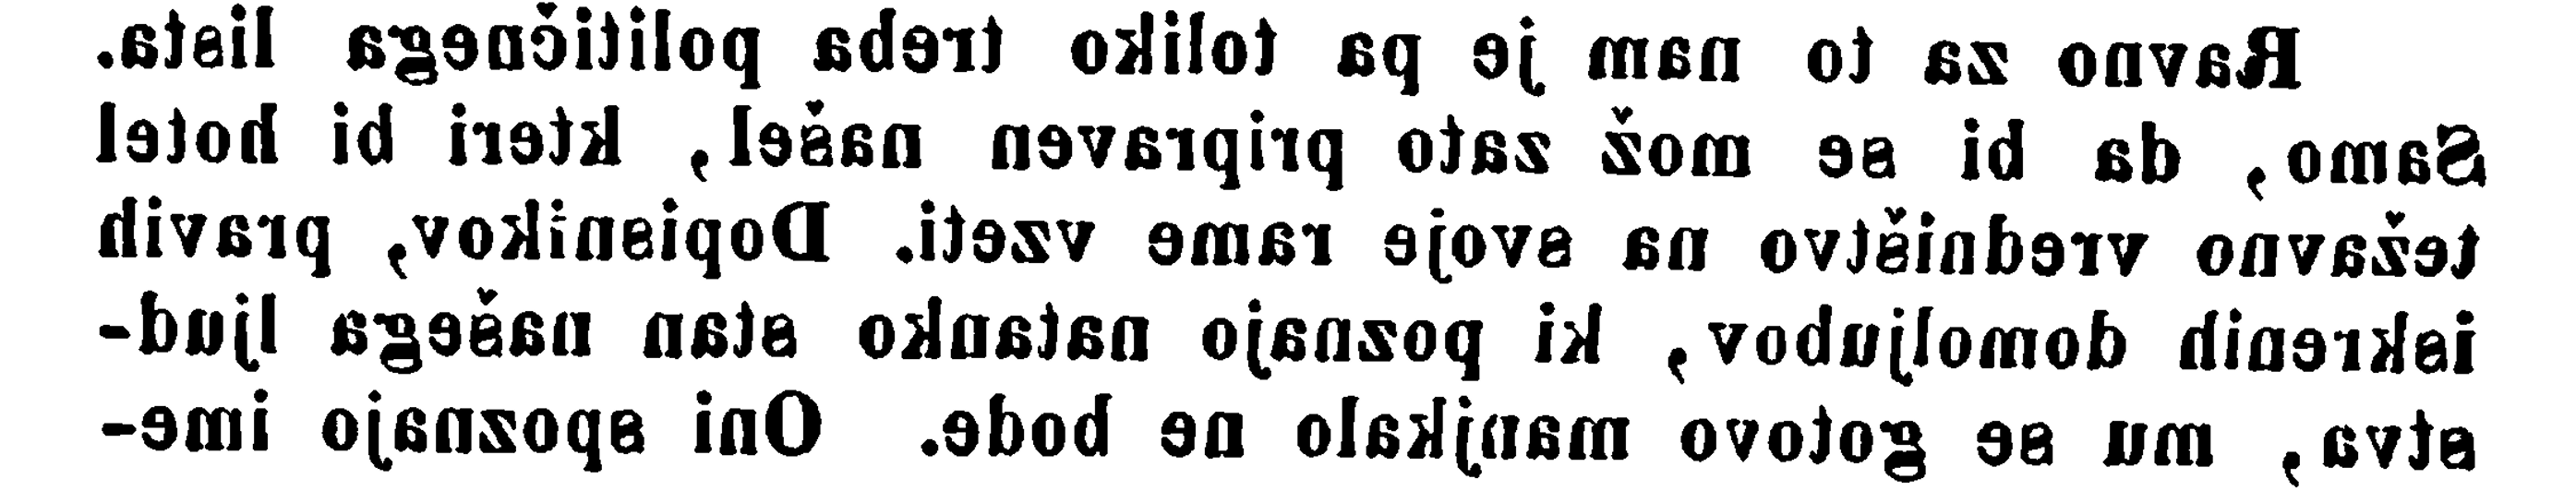 Ravno za to nam je pa toliko treba političnega lista.
Samo, da bi se mož zato pripraven našel, kteri bi hotel
težavno vredništvo na svoje rame vzeti. Dopisnikov, pravih
iskrenih domoljubov, ki poznajo natanko stan našega ljud-
stva, mu se gotovo manjkalo ne bode. Oni spoznajo ime-